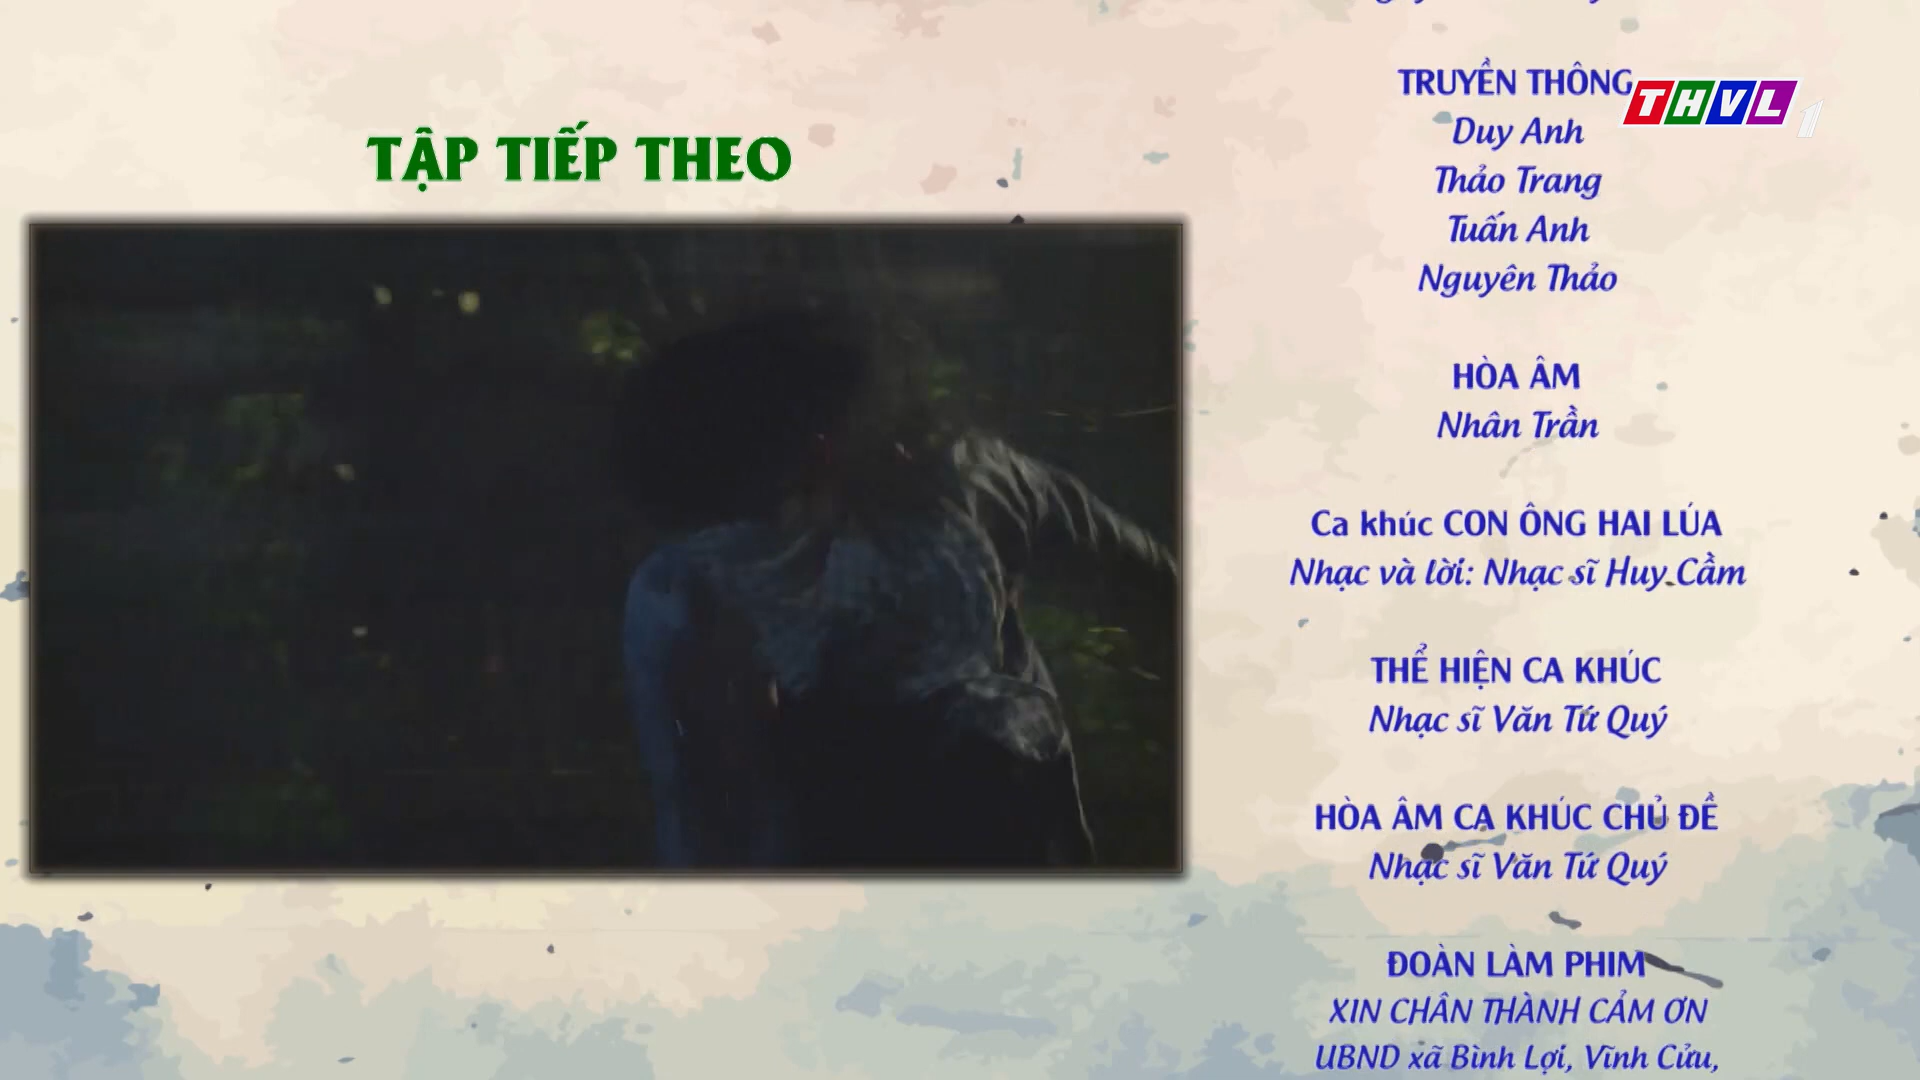 TẬP TIẾP THEO
TRUYỀN THÔNG
Duy Anh
Thảo Trang
Tuấn Anh
Nguyên Thảo
HÒA ÂM
Nhân Trần
Ca khúc CON ÔNG HAI LÚA
Nhạc và lời: Nhạc sĩ Huy Cầm
THỂ HIỆN CA KHÚC
Nhạc sĩ Văn Tứ Quý
HÒA ÂM CA KHÚC CHỦ ĐỀ
Nhạc sĩ Văn Tứ Quý
ĐOÀN LÀM PHIM
XIN CHÂN THÀNH CẢM ƠN
UBND xã Bình Lợi, Vĩnh Cửu,
THVL 1